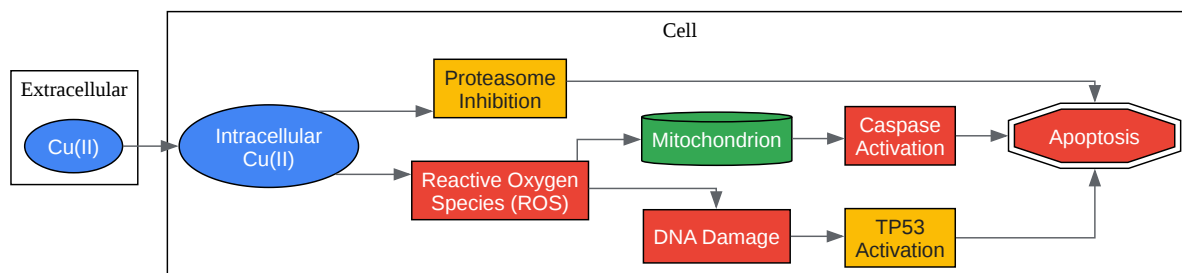 Cell
Extracellular
Cu(II)
Intracellular
Cu(II)
Proteasome
Inhibition
Reactive Oxygen
Species (ROS)
Mitochondrion
DNA Damage
Caspase
Activation
TP53
Activation
Apoptosis